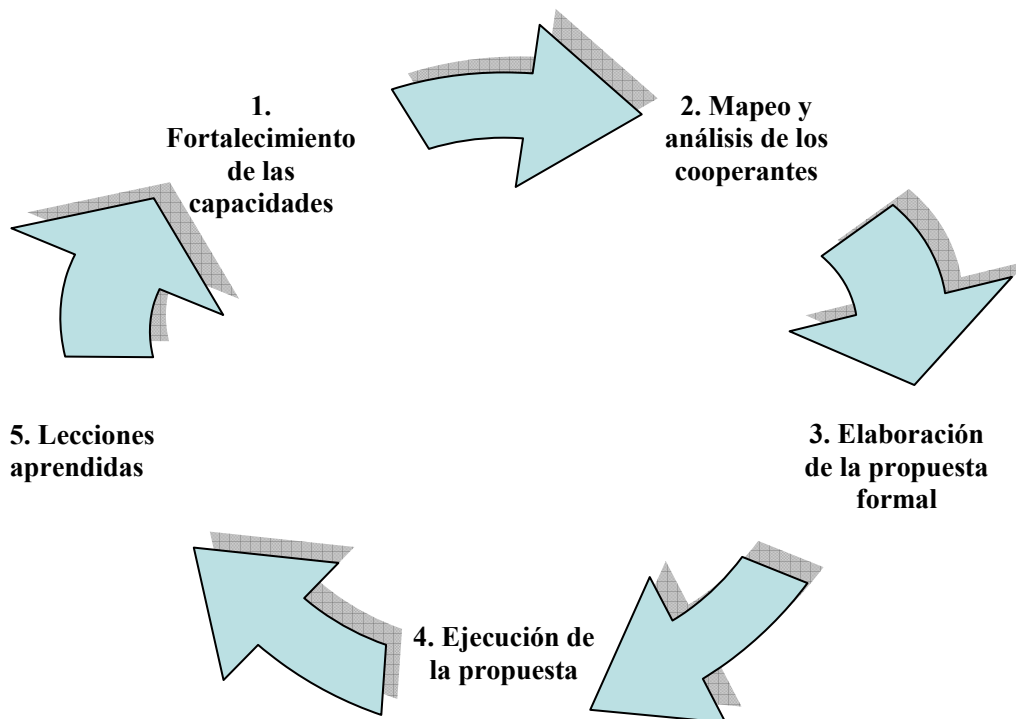 1.
Fortalecimiento
de las
capacidades
2. Mapeo y
análisis de los
cooperantes
3. Elaboración
de la propuesta
formal
4. Ejecución de
la propuesta
5. Lecciones
aprendidas